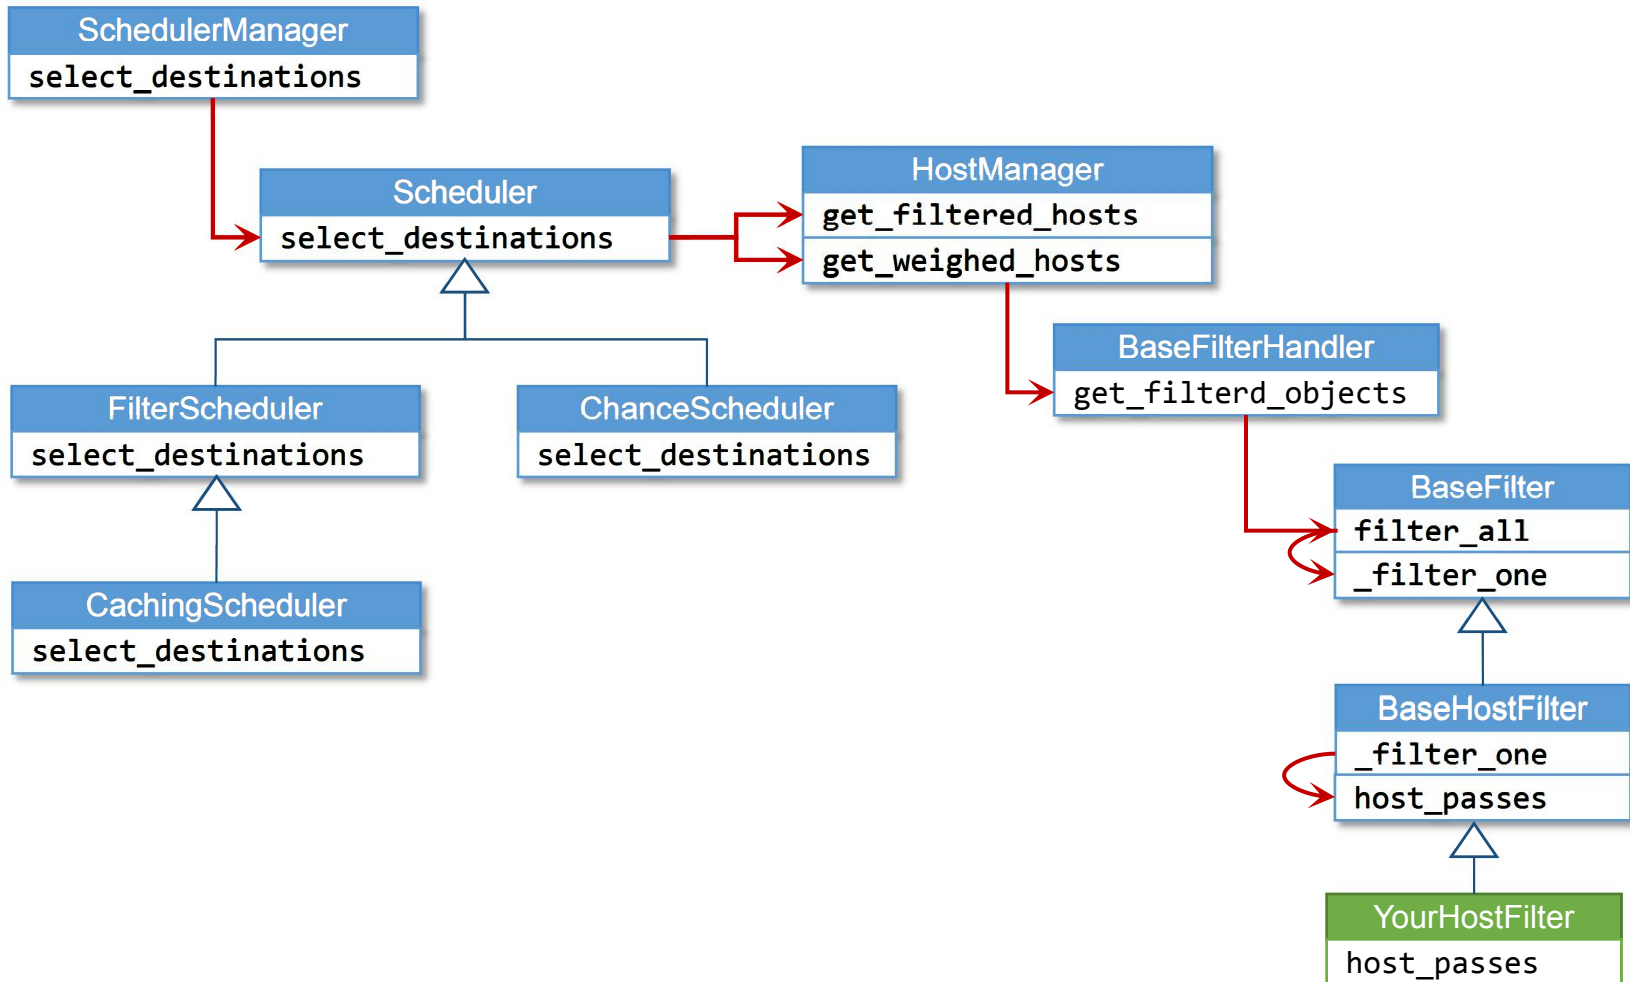 SchedulerManager
select_destinations
Scheduler
select_destinations
HostManager
get_filtered_hosts
get_weighed_hosts
BaseFilterHandler
get_filterd_objects
FilterScheduler
select_destinations
ChanceScheduler
select_destinations
BaseFilter
filter_all
_filter_one
CachingScheduler
select_destinations
BaseHostFilter
_filter_one
host_passes
YourHostFilter
host_passes